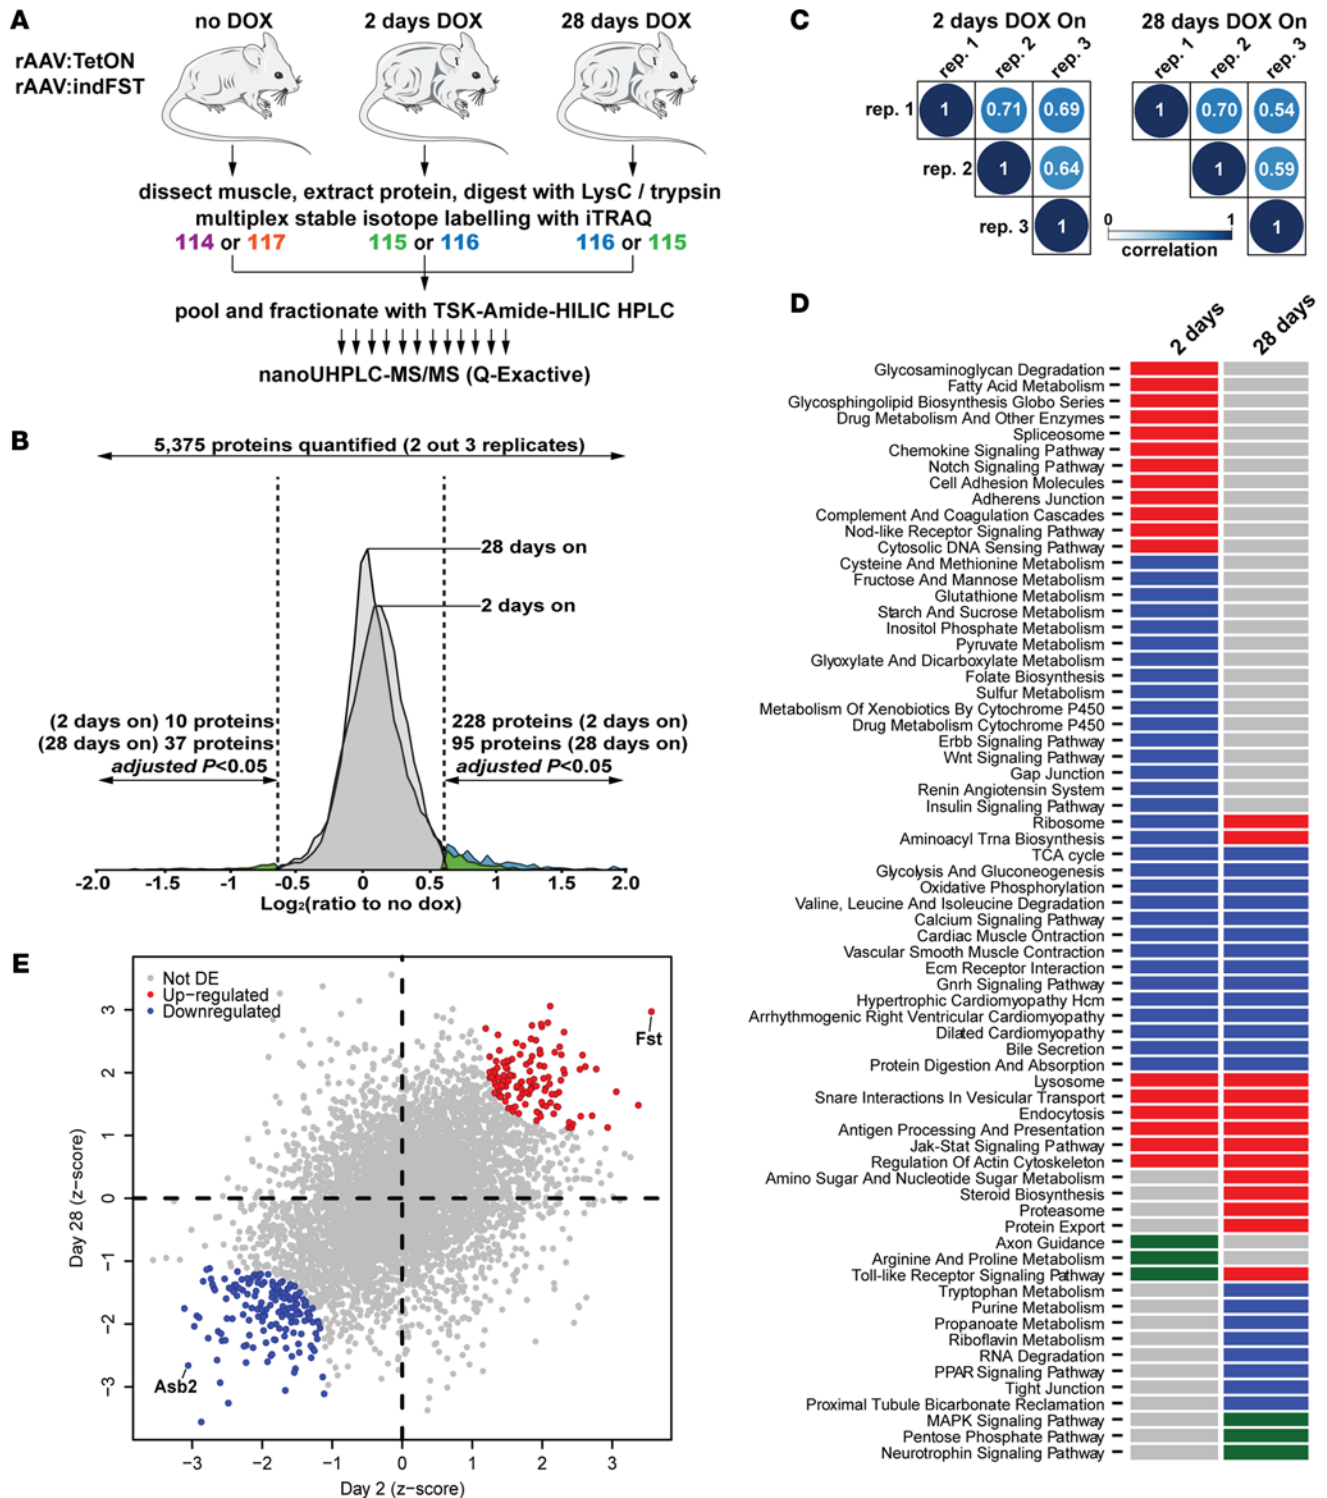 A
no DOX
2 days DOX
28 days DOX
rAAV:TetON
rAAV:indFST
dissect muscle, extract protein, digest with LysC / trypsin
multiplex stable isotope labelling with iTRAQ
114 or 117
115 or 116
116 or 115
pool and fractionate with TSK-Amide-HILIC HPLC
nanoUHPLC-MS/MS (Q-Exactive)
B
5,375 proteins quantified (2 out 3 replicates)
28 days on
2 days on
(2 days on) 10 proteins
(28 days on) 37 proteins
adjusted P<0.05
228 proteins (2 days on)
95 proteins (28 days on)
adjusted P<0.05
-2.0 -1.5 -1 -0.5 0 0.5 1 1.5 2.0
Log2(ratio to no dox)
C
2 days DOX On
28 days DOX On
rep. 1 rep. 2 rep. 3
rep. 1 rep. 2 rep. 3
rep. 1 1 0.71 0.69
1 0.70 0.54
rep. 2 1 0.64
1 0.59
rep. 3 1
1
0 1
correlation
D
2 days
28 days
Glycosaminoglycan Degradation
Fatty Acid Metabolism
Glycosphingolipid Biosynthesis Globo Series
Drug Metabolism And Other Enzymes
Spliceosome
Chemokine Signaling Pathway
Notch Signaling Pathway
Cell Adhesion Molecules
Adherens Junction
Complement And Coagulation Cascades
Nod-like Receptor Signaling Pathway
Cytosolic DNA Sensing Pathway
Cysteine And Methionine Metabolism
Fructose And Mannose Metabolism
Glutathione Metabolism
Starch And Sucrose Metabolism
Inositol Phosphate Metabolism
Pyruvate Metabolism
Glyoxylate And Dicarboxylate Metabolism
Folate Biosynthesis
Sulfur Metabolism
Metabolism Of Xenobiotics By Cytochrome P450
Drug Metabolism Cytochrome P450
Erbb Signaling Pathway
Wnt Signaling Pathway
Gap Junction
Renin Angiotensin System
Insulin Signaling Pathway
Ribosome
Aminoacyl Trna Biosynthesis
TCA cycle
Glycolysis And Gluconeogenesis
Oxidative Phosphorylation
Valine, Leucine And Isoleucine Degradation
Calcium Signaling Pathway
Cardiac Muscle Ontraction
Vascular Smooth Muscle Contraction
Ecm Receptor Interaction
Gnrh Signaling Pathway
Hypertrophic Cardiomyopathy Hcm
Arrhythmogenic Right Ventricular Cardiomyopathy
Dilated Cardiomyopathy
Bile Secretion
Protein Digestion And Absorption
Lysosome
Snare Interactions In Vesicular Transport
Endocytosis
Antigen Processing And Presentation
Jak-Stat Signaling Pathway
Regulation Of Actin Cytoskeleton
Amino Sugar And Nucleotide Sugar Metabolism
Steroid Biosynthesis
Proteasome
Protein Export
Axon Guidance
Arginine And Proline Metabolism
Toll-like Receptor Signaling Pathway
Tryptophan Metabolism
Purine Metabolism
Propanoate Metabolism
Riboflavin Metabolism
RNA Degradation
PPAR Signaling Pathway
Tight Junction
Proximal Tubule Bicarbonate Reclamation
MAPK Signaling Pathway
Pentose Phosphate Pathway
Neurotrophin Signaling Pathway
E
Not DE
Up−regulated
Downregulated
Fst
Asb2
3
2
1
0
−1
−2
−3
Day 28 (z−score)
−3 −2 −1 0 1 2 3
Day 2 (z−score)